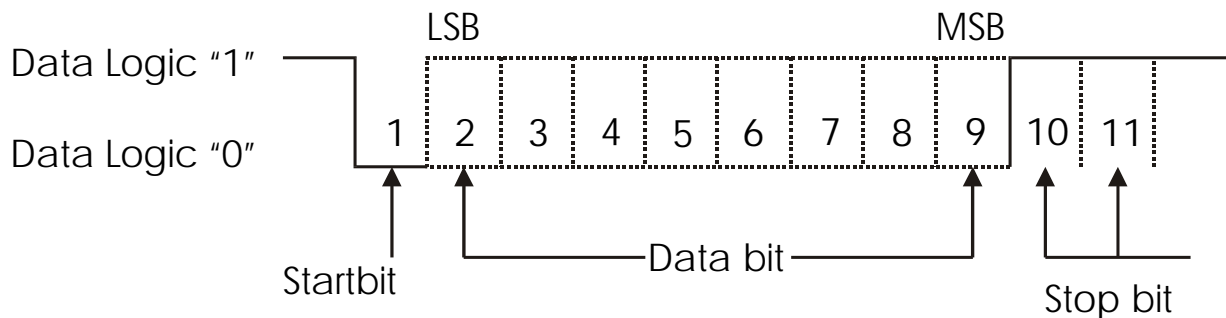 LSB MSB
Data Logic “1”
1 2 3 4 5 6 7 8 9 10 11
Data Logic “0”
Data bit
Startbit
Stop bit